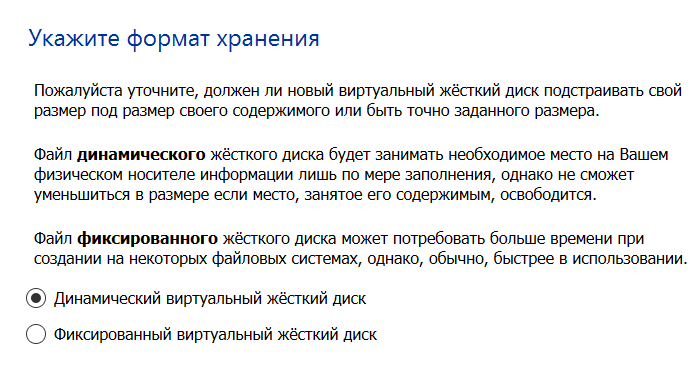 Укажите формат хранения
Пожалуйста уточните, должен ли новый виртуальный жёсткий диск подстраивать свой
размер под размер своего содержимого или быть точно заданного размера.
Файл динамического жёсткого диска будет занимать необходимое место на Вашем
физическом носителе информации лишь по мере заполнения, однако не сможет
уменьшиться в размере если место, занятое его содержимым, освободится.
Файл фиксированного жёсткого диска может потребовать больше времени при
создании на некоторых файловых системах, однако, обычно, быстрее в использовании.
Динамический виртуальный жёсткий диск
Фиксированный виртуальный жёсткий диск